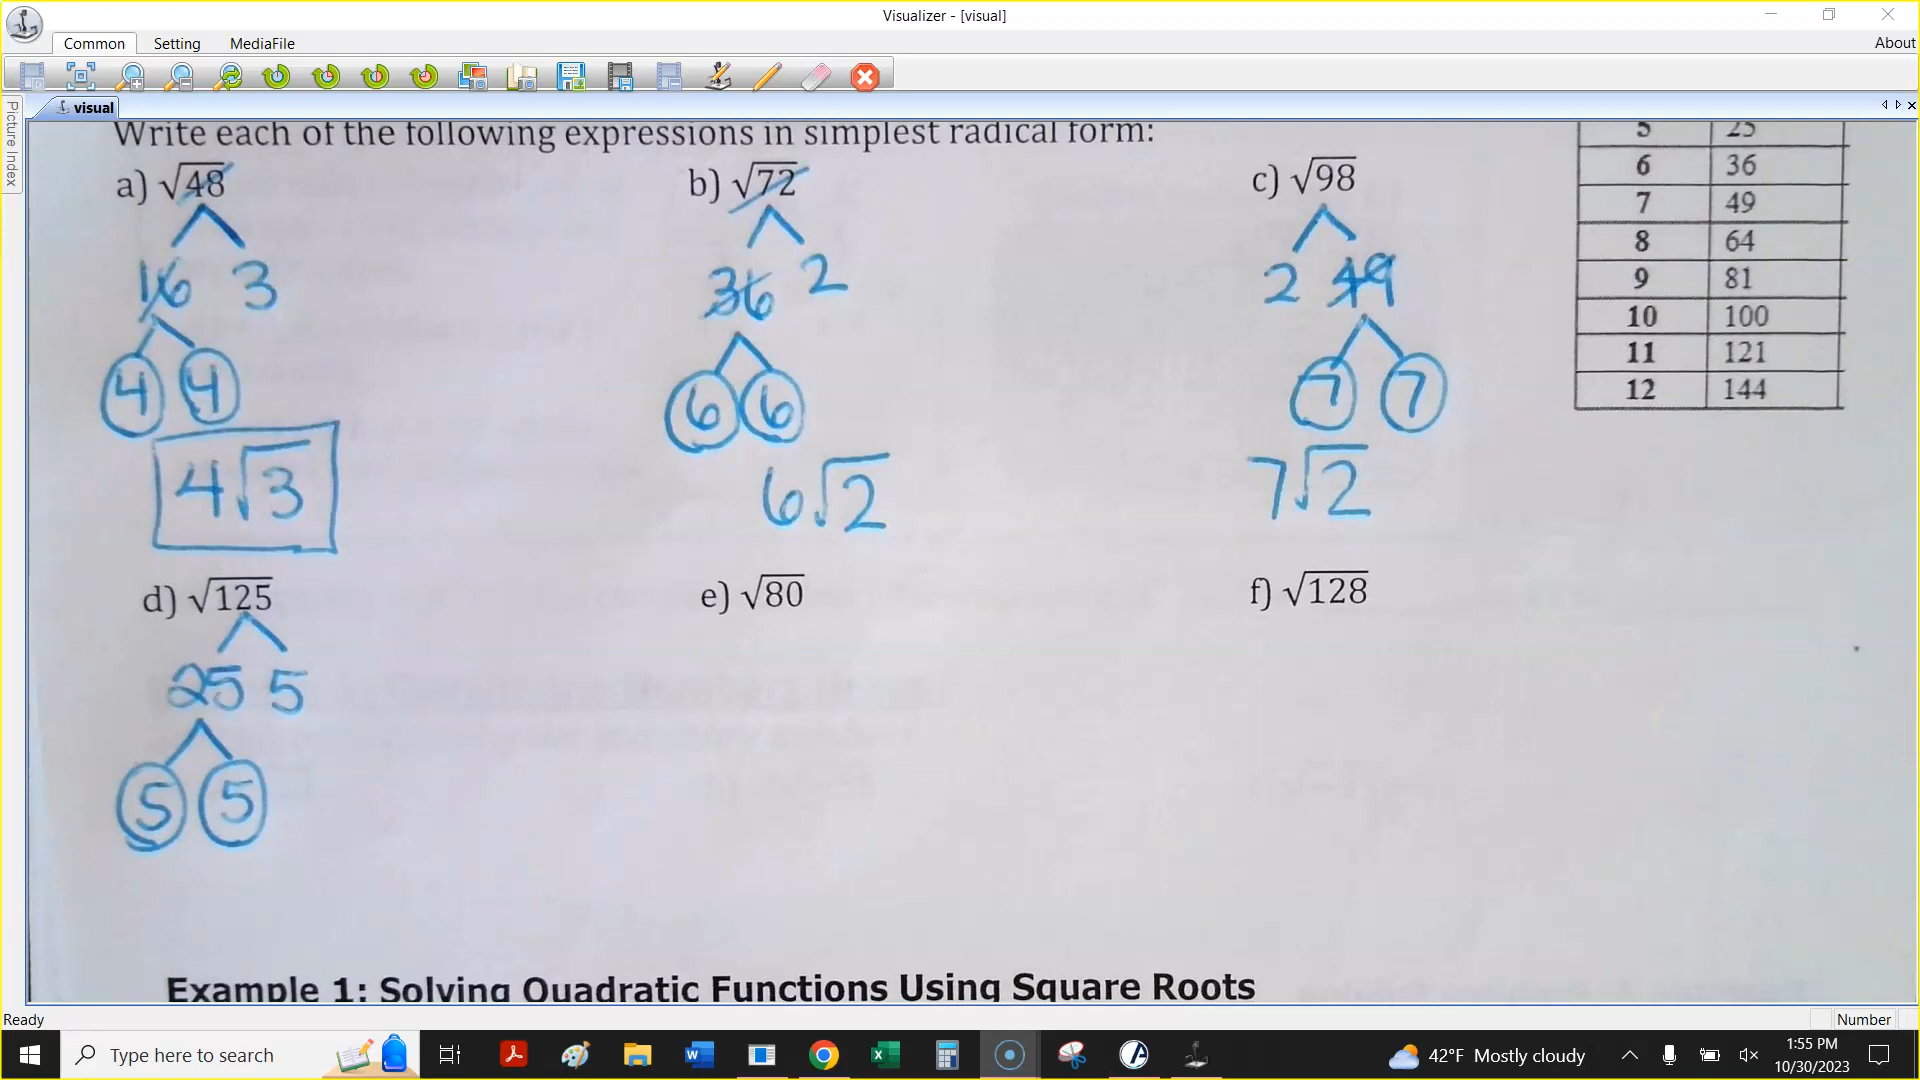 Visualizer - [visual]
Common Setting MediaFile About
Picture Index
visual
Write each of the following expressions in simplest radical form:
5 25
6 36
7 49
8 64
9 81
10 100
11 121
12 144
a) √48 b) √72 c) √98
16 3 36 2 2 49
4 4 6 6 7 7
4√3 6√2 7√2
d) √125 e) √80 f) √128
25 5
5 5
Example 1: Solving Quadratic Functions Using Square Roots
Ready Number
Type here to search 42°F Mostly cloudy 1:55 PM
10/30/2023